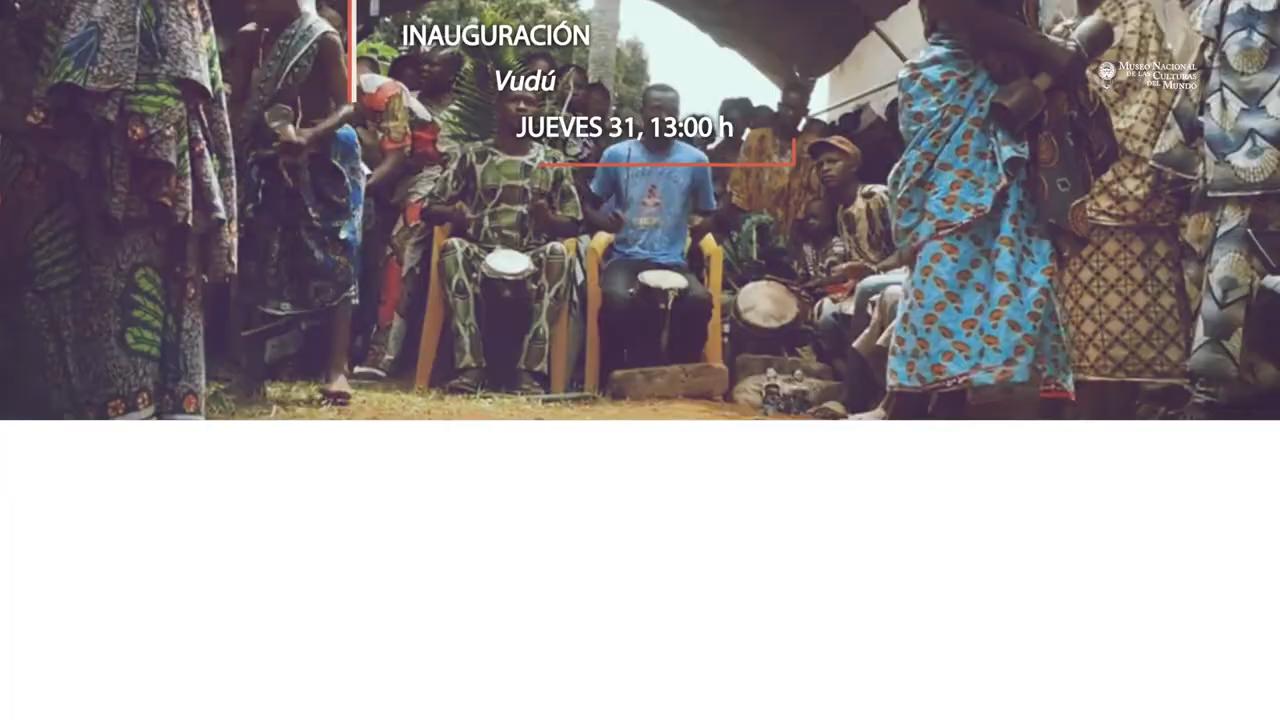 INAUGURACIÓN
Vudú
JUEVES 31, 13:00 h
MUSEO NACIONAL
DE LAS CULTURAS
DEL MUNDO